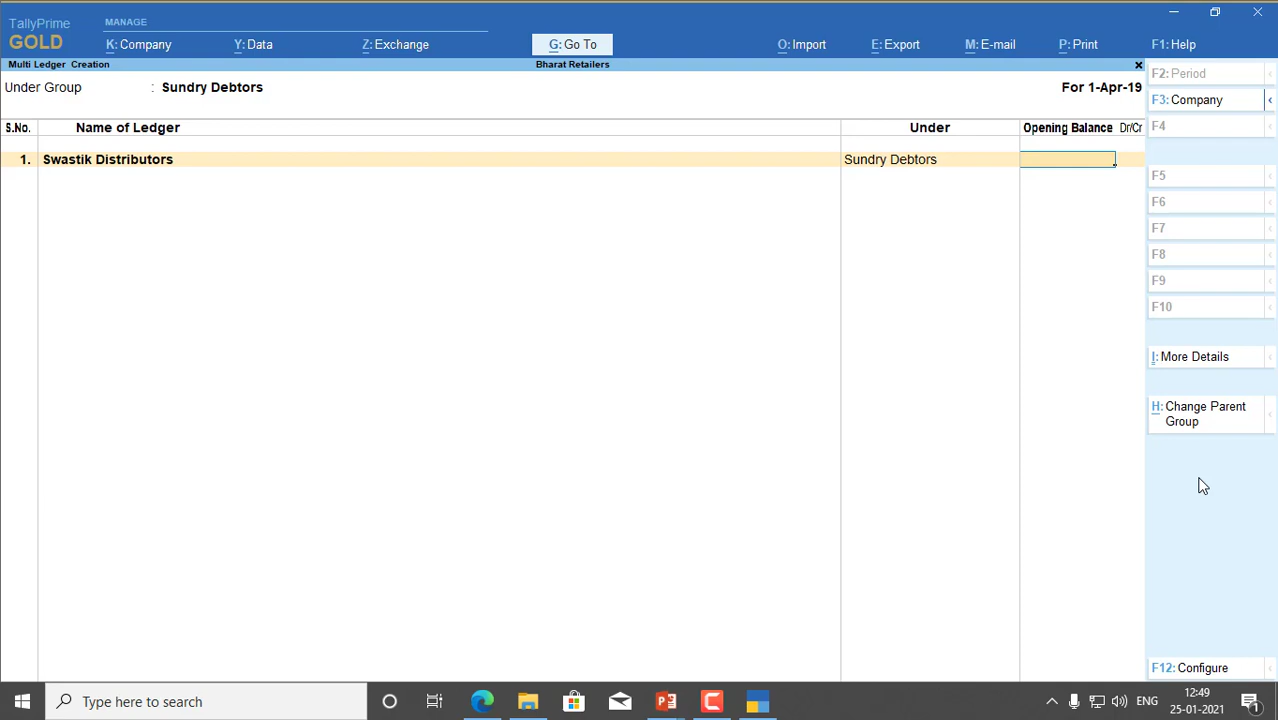 TallyPrime
GOLD
MANAGE
K: Company
Y: Data
Z: Exchange
G: Go To
O: Import
E: Export
M: E-mail
P: Print
F1: Help
Multi Ledger Creation
Bharat Retailers
Under Group : Sundry Debtors
For 1-Apr-19
S.No. Name of Ledger Under Opening Balance Dr/Cr
1. Swastik Distributors Sundry Debtors
F2: Period
F3: Company
F4
F5
F6
F7
F8
F9
F10
I: More Details
H: Change Parent
Group
F12: Configure
Type here to search
ENG
12:49
25-01-2021
1